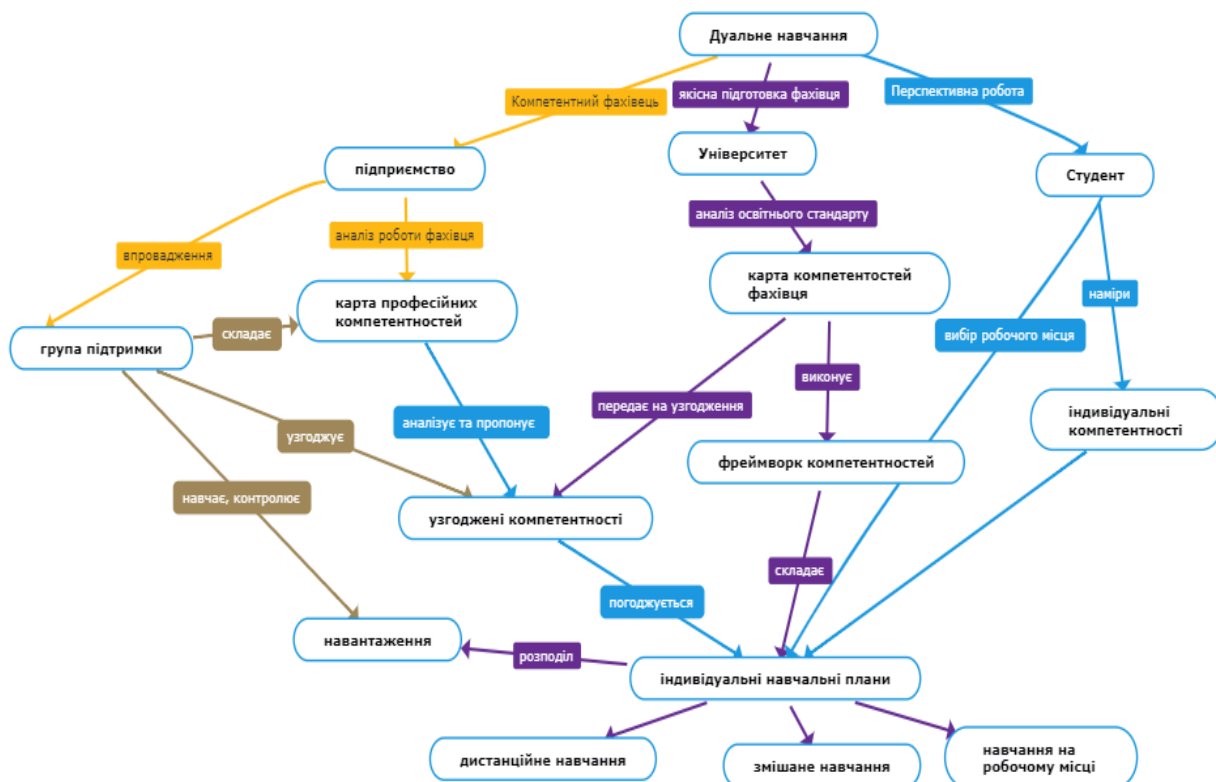 Дуальне навчання
Компетентний фахівець
якісна підготовка фахівця
Перспективна робота
підприємство
Університет
Студент
впровадження
аналіз роботи фахівця
аналіз освітнього стандарту
карта професійних
компетентностей
карта компетентостей
фахівця
наміри
група підтримки
складає
вибір робочого місця
виконує
передає на узгодження
аналізує та пропонує
узгоджує
індивідуальні
компетентності
фреймворк компетентностей
навчає, контролює
узгоджені компетентності
складає
погоджується
навантаження
розподіл
індивідуальні навчальні плани
дистанційне навчання
змішане навчання
навчання на
робочому місці